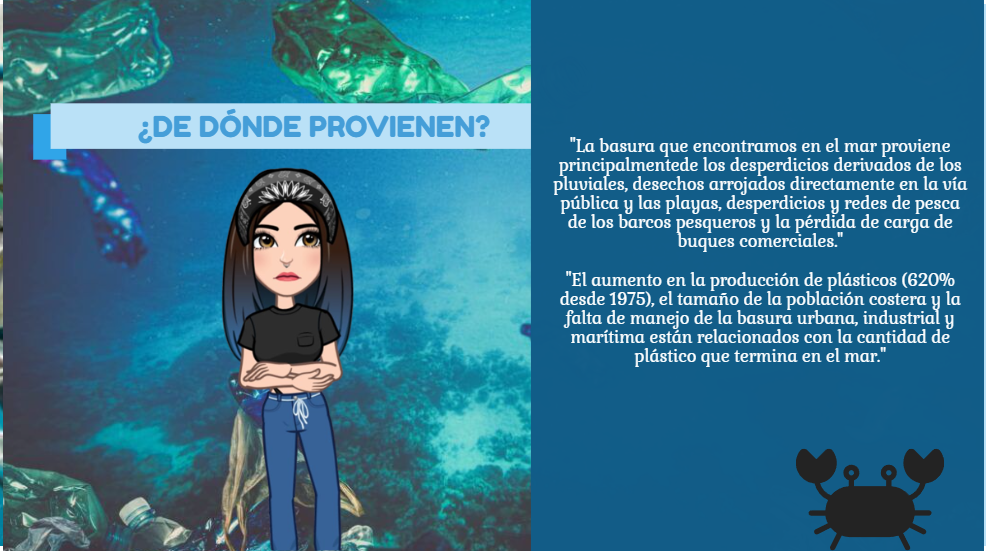 ¿DE DÓNDE PROVIENEN?
"La basura que encontramos en el mar proviene
principalmentede los desperdicios derivados de los
pluviales, desechos arrojados directamente en la vía
pública y las playas, desperdicios y redes de pesca
de los barcos pesqueros y la pérdida de carga de
buques comerciales."
"El aumento en la producción de plásticos (620%
desde 1975), el tamaño de la población costera y la
falta de manejo de la basura urbana, industrial y
marítima están relacionados con la cantidad de
plástico que termina en el mar."